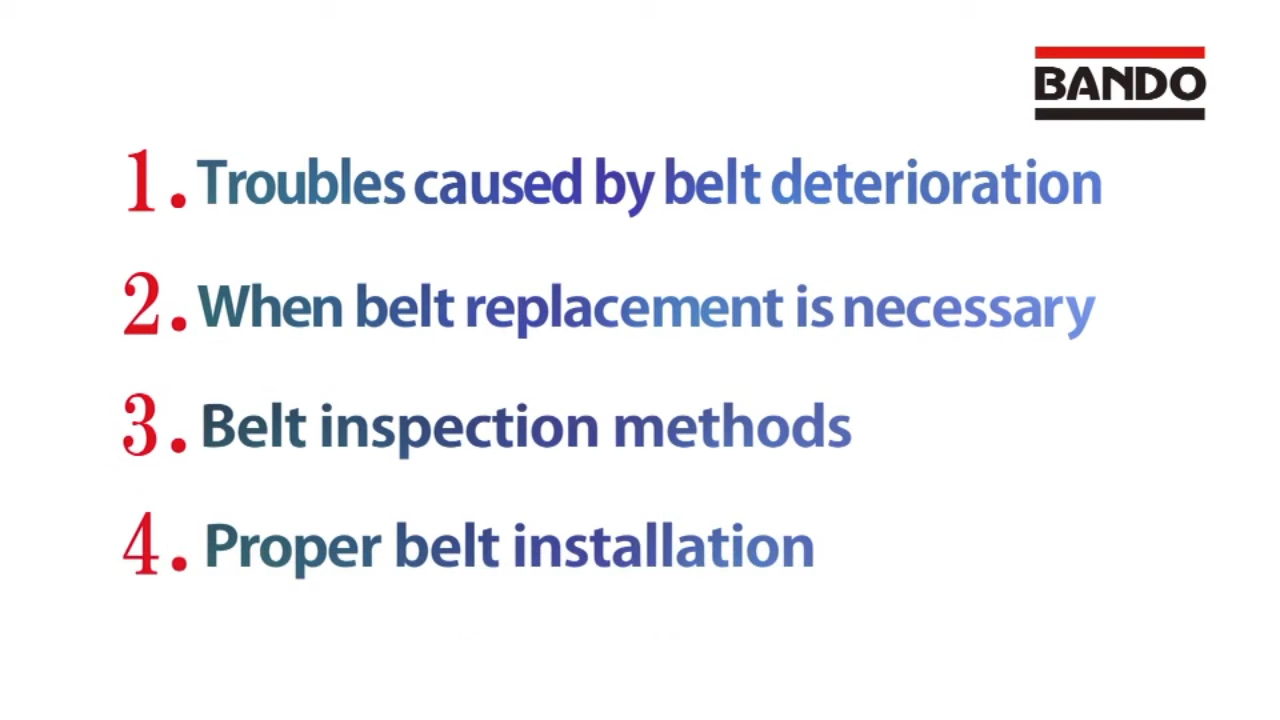 BANDO
1. Troubles caused by belt deterioration
2. When belt replacement is necessary
3. Belt inspection methods
4. Proper belt installation